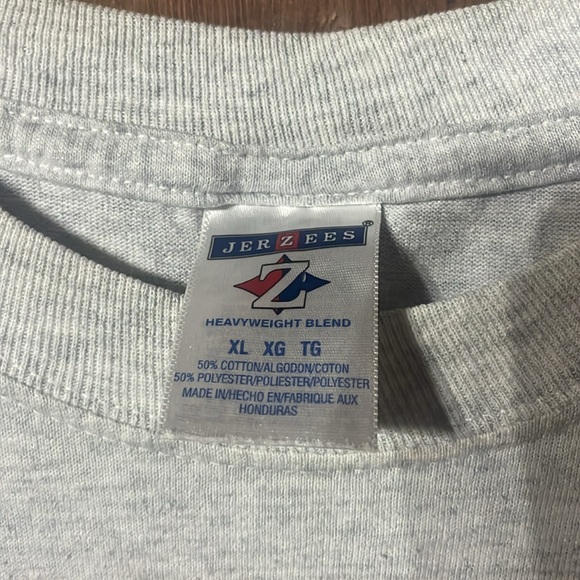 JERZEES®
Z
HEAVYWEIGHT BLEND
XL XG TG
50% COTTON/ALGODON/COTON
50% POLYESTER/POLIESTER/POLYESTER
MADE IN/HECHO EN/FABRIQUE AUX
HONDURAS